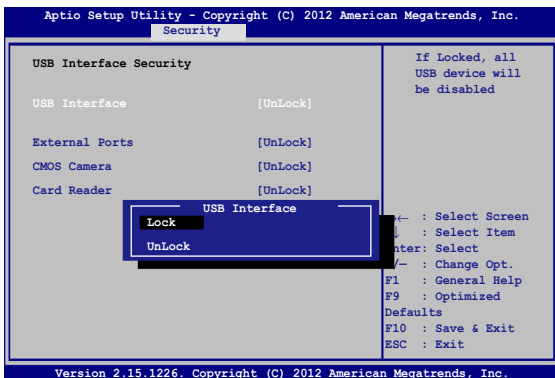 Aptio Setup Utility - Copyright (C) 2012 American Megatrends, Inc.
Security
USB Interface Security
USB Interface [UnLock]
External Ports [UnLock]
CMOS Camera [UnLock]
Card Reader [UnLock]
USB Interface
Lock
UnLock
If Locked, all
USB device will
be disabled
← : Select Screen
↓ : Select Item
nter: Select
/— : Change Opt.
F1 : General Help
F9 : Optimized
Defaults
F10 : Save & Exit
ESC : Exit
Version 2.15.1226. Copyright (C) 2012 American Megatrends, Inc.